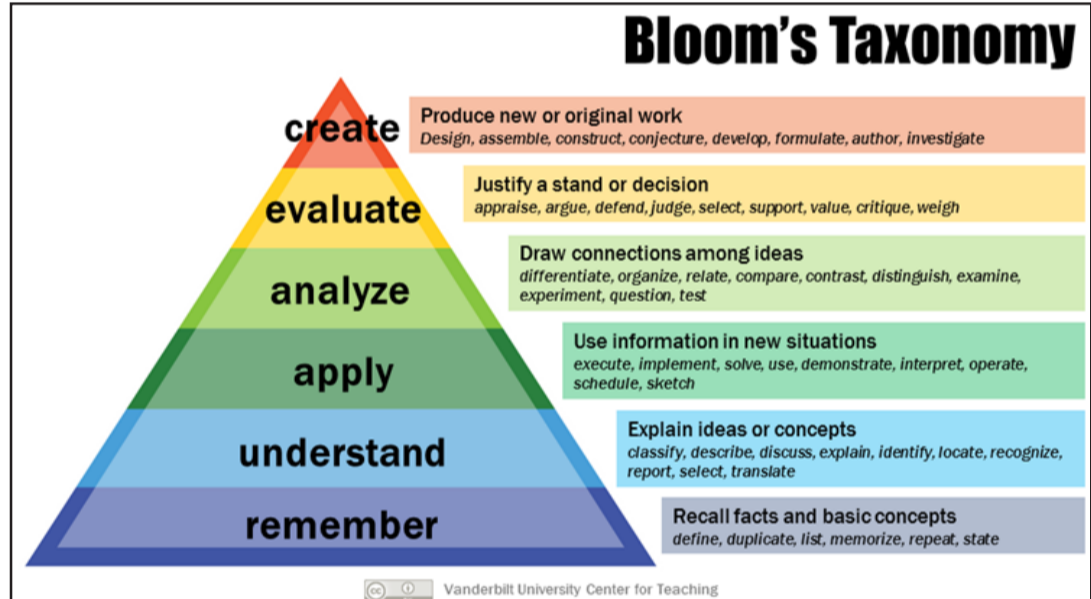 Bloom's Taxonomy
create
Produce new or original work
Design, assemble, construct, conjecture, develop, formulate, author, investigate
evaluate
Justify a stand or decision
appraise, argue, defend, judge, select, support, value, critique, weigh
analyze
Draw connections among ideas
differentiate, organize, relate, compare, contrast, distinguish, examine,
experiment, question, test
apply
Use information in new situations
execute, implement, solve, use, demonstrate, interpret, operate,
schedule, sketch
understand
Explain ideas or concepts
classify, describe, discuss, explain, identify, locate, recognize,
report, select, translate
remember
Recall facts and basic concepts
define, duplicate, list, memorize, repeat, state
cc
Vanderbilt University Center for Teaching